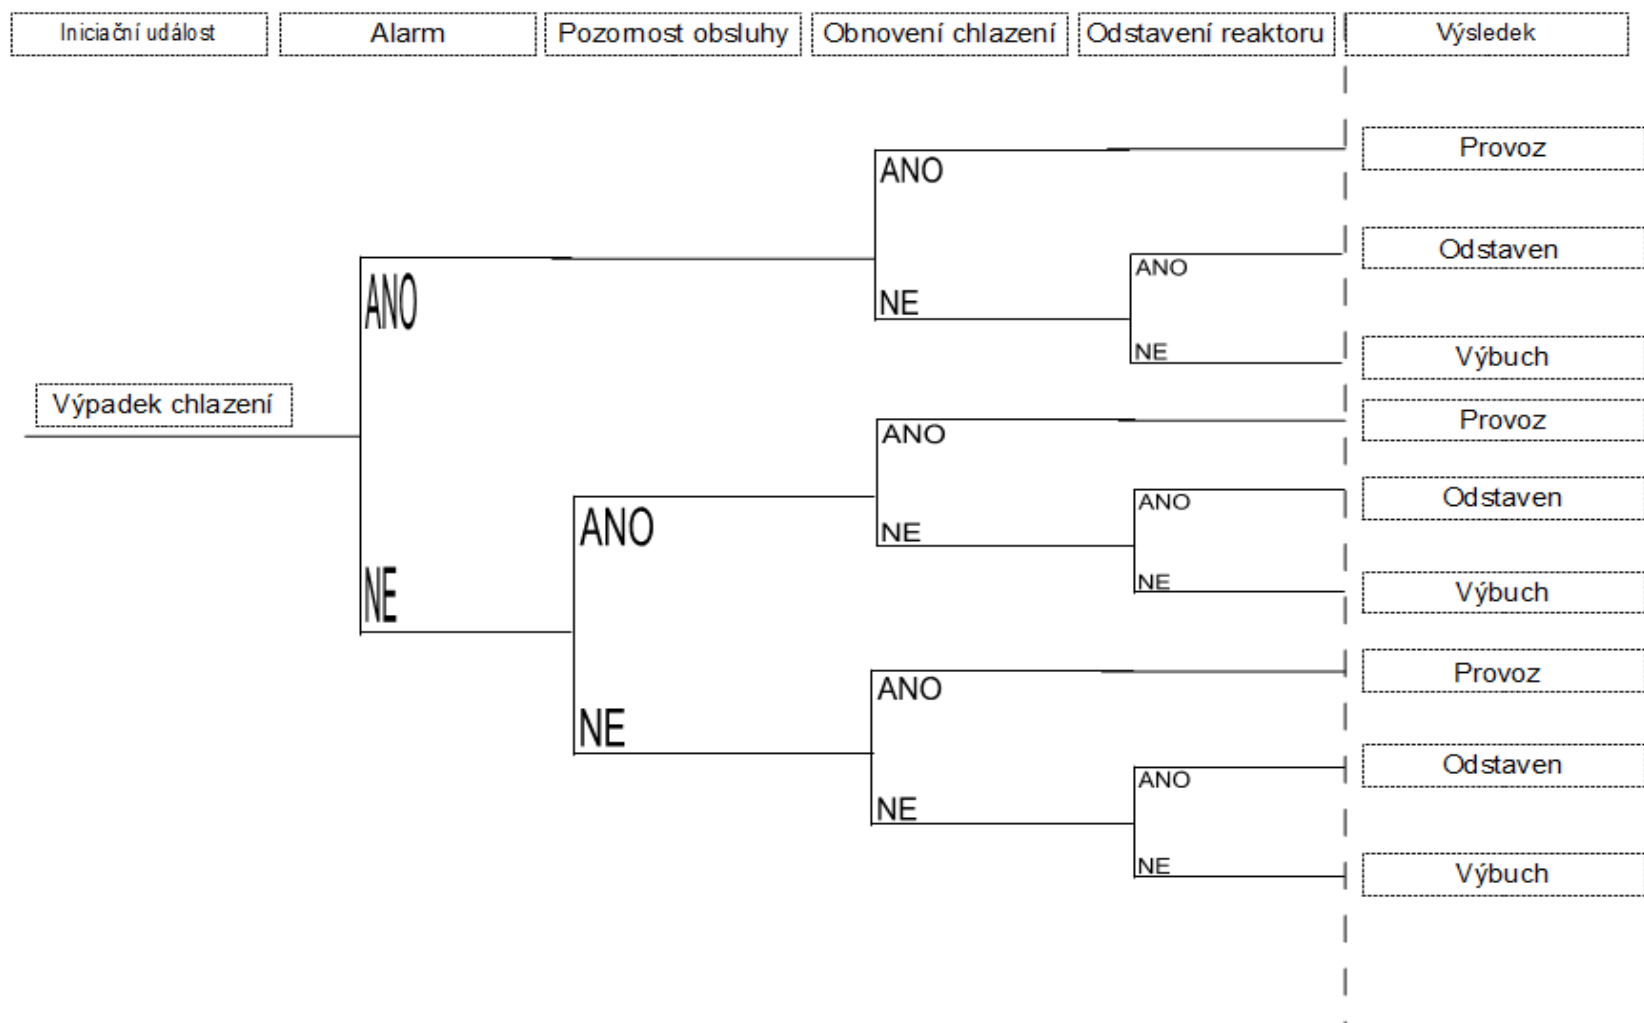 Iniciační událost
Alarm
Pozornost obsluhy
Obnovení chlazení
Odstavení reaktoru
Výsledek
Provoz
ANO
Odstaven
ANO
ANO
NE
NE
Výbuch
Výpadek chlazení
Provoz
ANO
Odstaven
ANO
ANO
NE
NE
NE
Výbuch
Provoz
ANO
NE
Odstaven
ANO
NE
NE
Výbuch